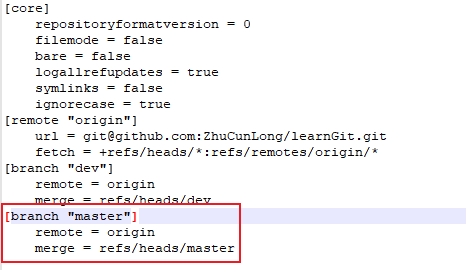 [core]
repositoryformatversion = 0
filemode = false
bare = false
logallrefupdates = true
symlinks = false
ignorecase = true
[remote "origin"]
url = git@github.com:ZhuCunLong/learnGit.git
fetch = +refs/heads/*:refs/remotes/origin/*
[branch "dev"]
remote = origin
merge = refs/heads/dev
[branch "master"]
remote = origin
merge = refs/heads/master